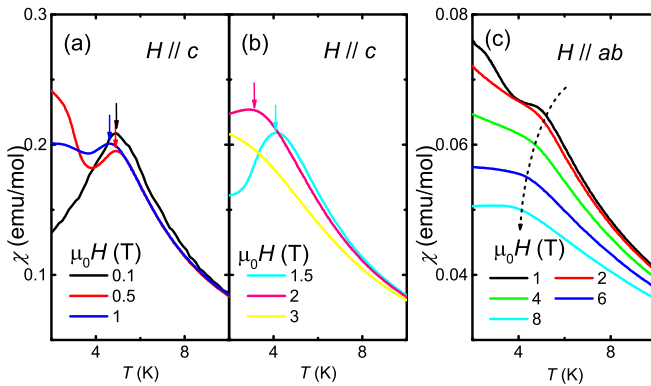 (a) H // c
(b) H // c
(c) H // ab
0.3
0.2
0.1
χ (emu/mol)
μ₀H (T)
0.1
0.5
1
4 8
T (K)
μ₀H (T)
1.5
2
3
4 8
T (K)
0.08
0.06
0.04
χ (emu/mol)
μ₀H (T)
1 2
4 6
8
4 8
T (K)